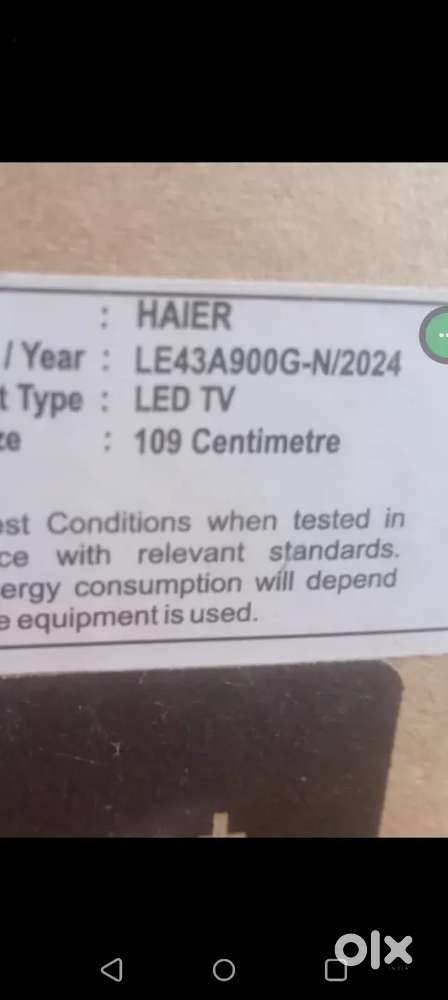 : HAIER
/ Year : LE43A900G-N/2024
t Type : LED TV
ze : 109 Centimetre
est Conditions when tested in
ce with relevant standards.
ergy consumption will depend
e equipment is used.
olx
INDIA